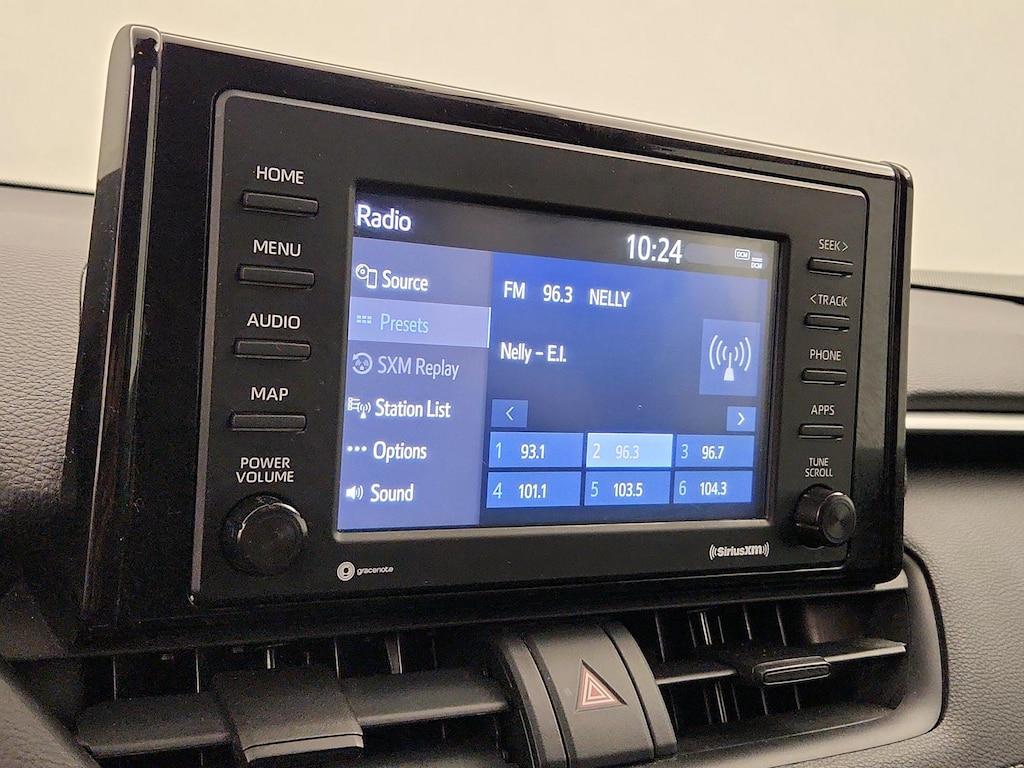 HOME
MENU
AUDIO
MAP
POWER
VOLUME
Radio
10:24
DCM
DCM
Source
Presets
SXM Replay
Station List
Options
Sound
FM 96.3 NELLY
Nelly - E.I.
<
>
1 93.1 2 96.3 3 96.7
4 101.1 5 103.5 6 104.3
SEEK >
< TRACK
PHONE
APPS
TUNE
SCROLL
gracenote
((SiriusXM))